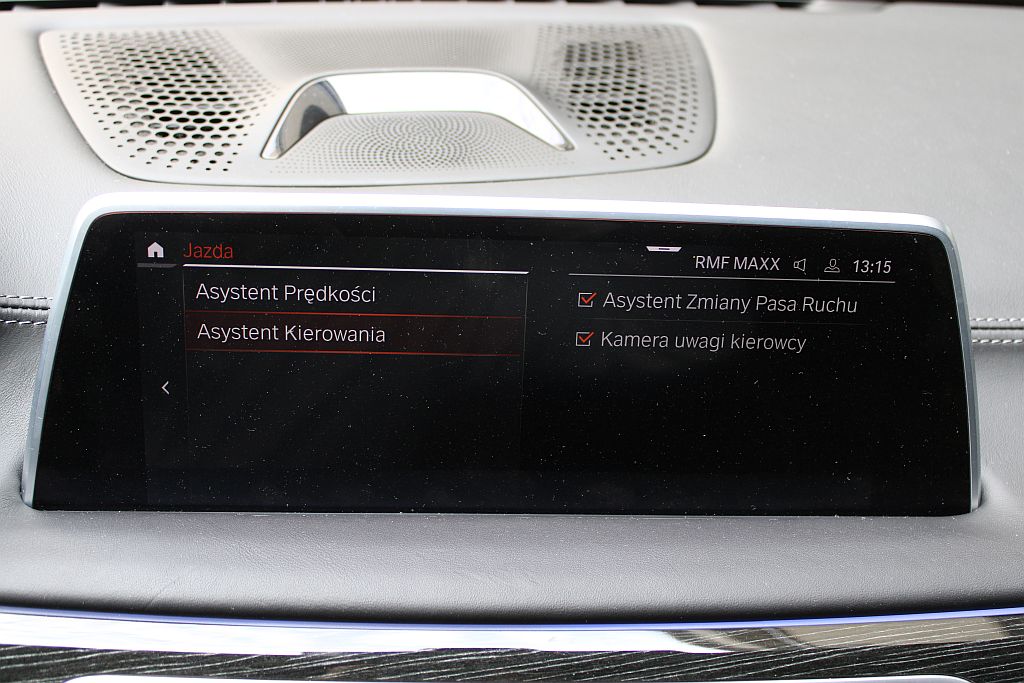 Jazda
RMF MAXX 13:15
Asystent Prędkości
Asystent Kierowania
Asystent Zmiany Pasa Ruchu
Kamera uwagi kierowcy